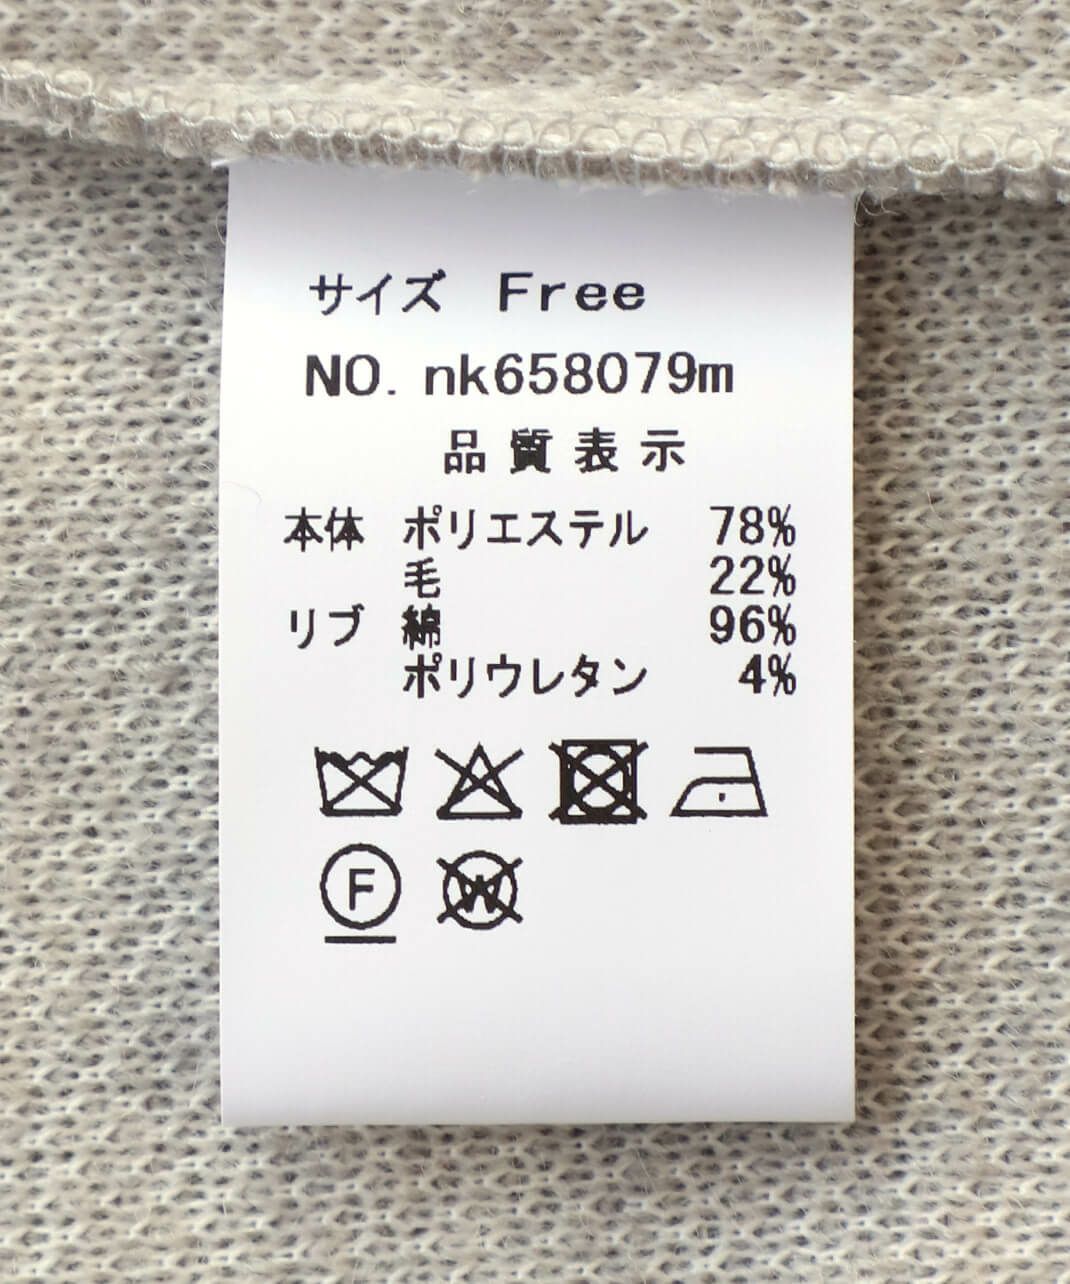 サイズ Free
NO. nk658079m
品質表示
本体 ポリエステル 78%
毛 22%
リブ 綿 96%
ポリウレタン 4%
F W